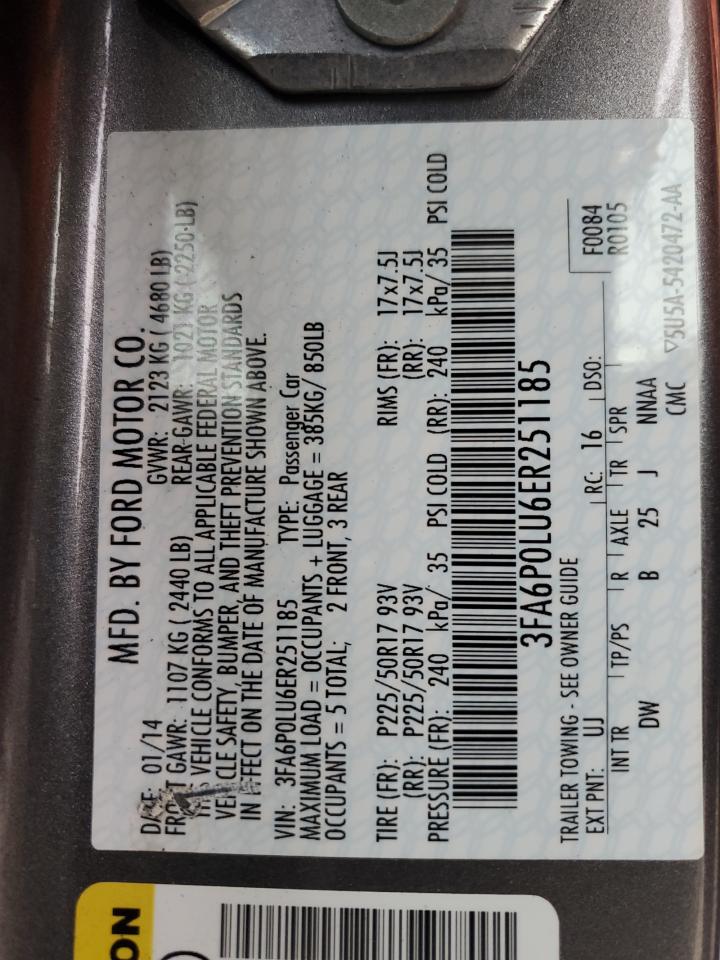 MFD. BY FORD MOTOR CO.
DATE: 01/14 GVWR: 2123 KG / 4680 LB)
FRONT GAWR: 1107 KG ( 2440 LB) REAR GAWR: 1021 KG ( 2250 LB)
THIS VEHICLE CONFORMS TO ALL APPLICABLE FEDERAL MOTOR
VEHICLE SAFETY, BUMPER, AND THEFT PREVENTION STANDARDS
IN EFFECT ON THE DATE OF MANUFACTURE SHOWN ABOVE.
VIN: 3FA6P0LU6ER251185 TYPE: Passenger Car
MAXIMUM LOAD = OCCUPANTS + LUGGAGE = 385KG/ 850LB
OCCUPANTS = 5 TOTAL; 2 FRONT, 3 REAR
TIRE (FR): P225/50R17 93V RIMS (FR): 17x7.5J
(RR): P225/50R17 93V (RR): 17x7.5J
PRESSURE (FR): 240 kPa/ 35 PSI COLD (RR): 240 kPa/ 35 PSI COLD
3FA6P0LU6ER251185
TRAILER TOWING - SEE OWNER GUIDE F0084
EXT PNT: UJ RC: 16 DSO: R0105
INT TR TP/PS R AXLE TR SPR
DW B 25 J NNAA
CMC ▽5U5A-5420472-AA
ON